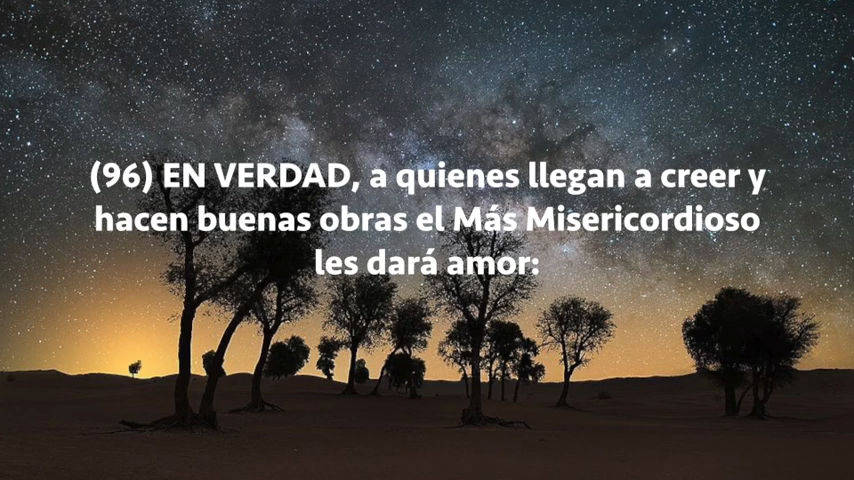 (96) EN VERDAD, a quienes llegan a creer y
hacen buenas obras el Más Misericordioso
les dará amor: